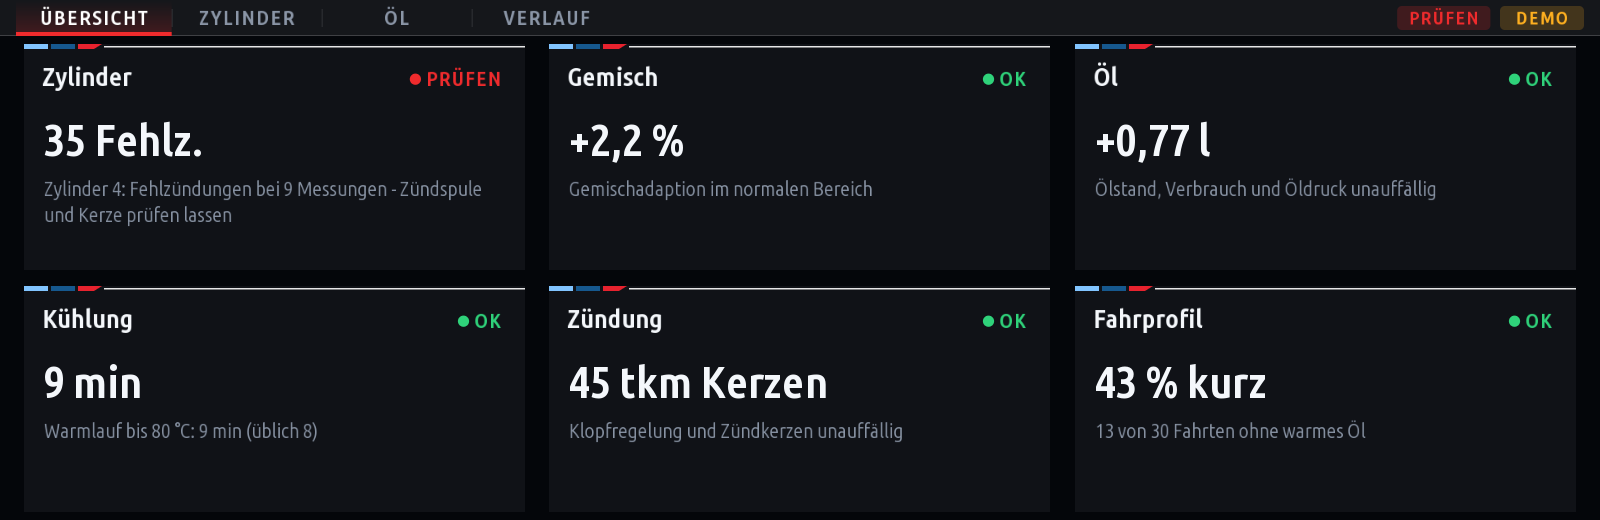 ÜBERSICHT ZYLINDER ÖL VERLAUF PRÜFEN DEMO
Zylinder PRÜFEN
35 Fehlz.
Zylinder 4: Fehlzündungen bei 9 Messungen - Zündspule
und Kerze prüfen lassen
Gemisch OK
+2,2 %
Gemischadaption im normalen Bereich
Öl OK
+0,77 l
Ölstand, Verbrauch und Öldruck unauffällig
Kühlung OK
9 min
Warmlauf bis 80 °C: 9 min (üblich 8)
Zündung OK
45 tkm Kerzen
Klopfregelung und Zündkerzen unauffällig
Fahrprofil OK
43 % kurz
13 von 30 Fahrten ohne warmes Öl